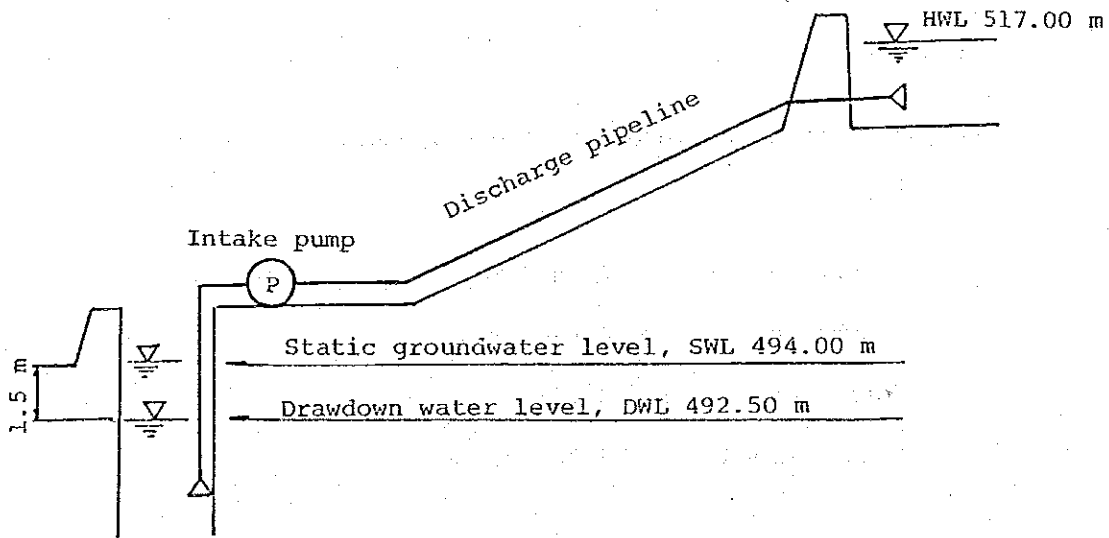 HWL 517.00 m
Discharge pipeline
Intake pump
P
Static groundwater level, SWL 494.00 m
1.5 m
Drawdown water level, DWL 492.50 m